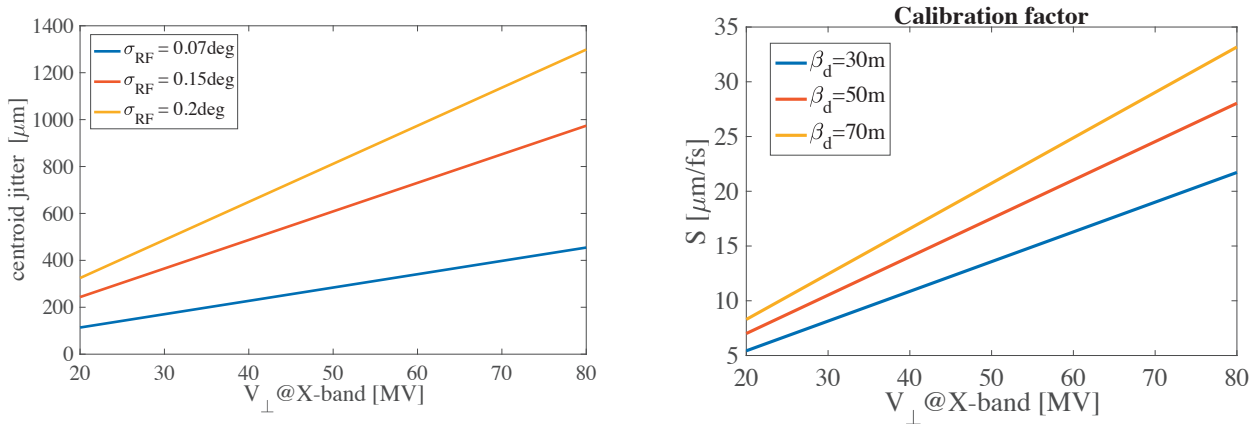 1400
1200
1000
800
600
400
200
0
centroid jitter [μm]
σRF = 0.07deg
σRF = 0.15deg
σRF = 0.2deg
20 30 40 50 60 70 80
V⊥@X-band [MV]
Calibration factor
35
30
25
20
15
10
5
S [μm/fs]
βd=30m
βd=50m
βd=70m
20 30 40 50 60 70 80
V⊥@X-band [MV]